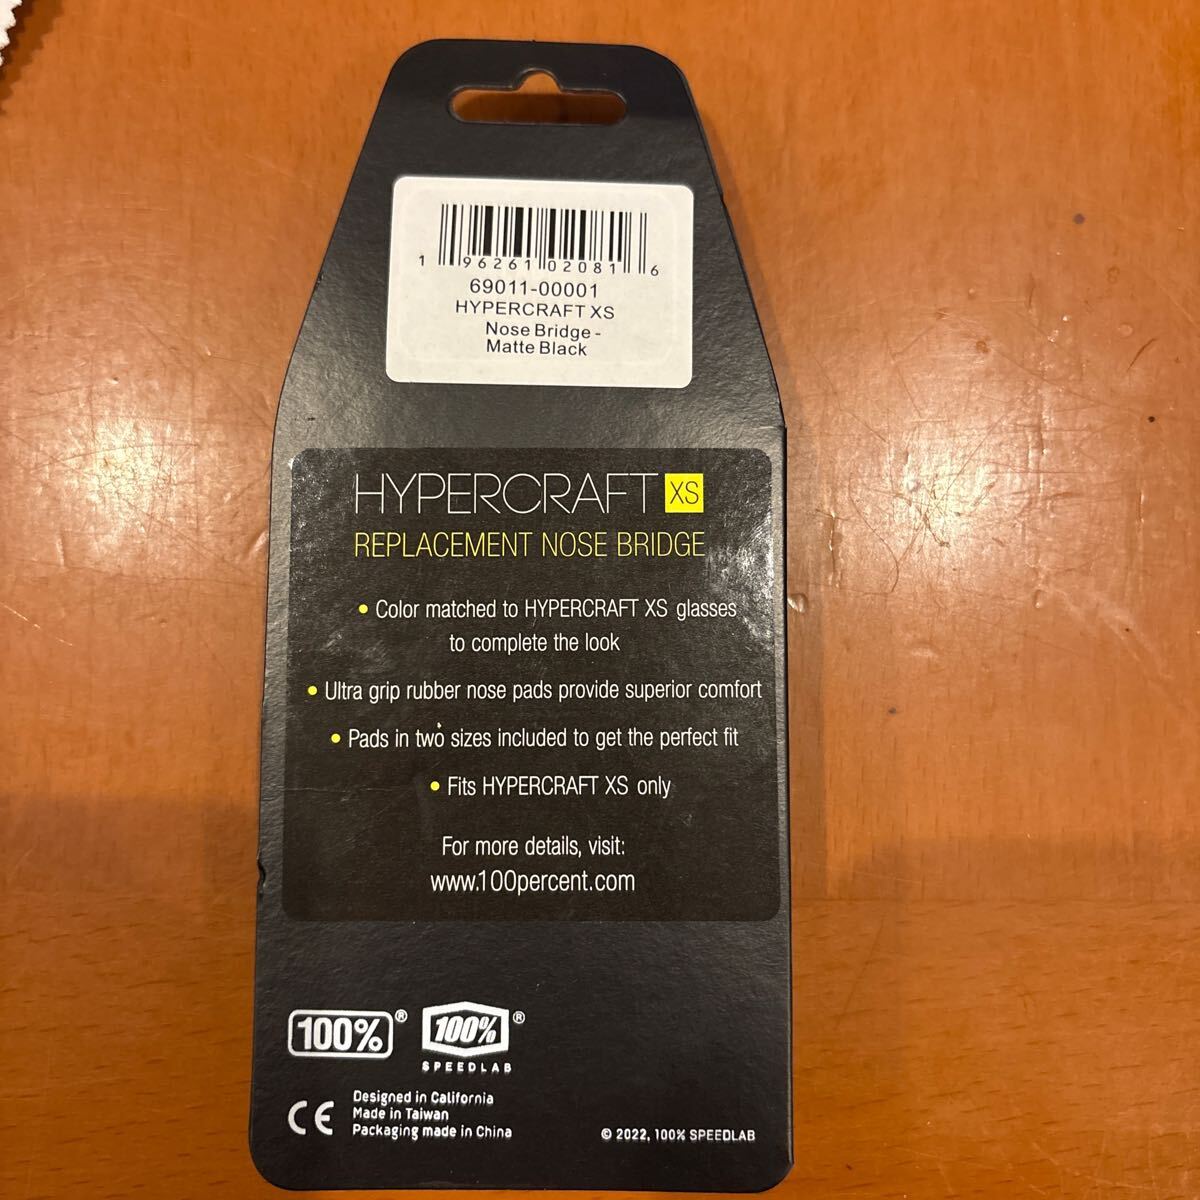 1 96261 02081 6
69011-00001
HYPERCRAFT XS
Nose Bridge -
Matte Black
HYPERCRAFT XS
REPLACEMENT NOSE BRIDGE
• Color matched to HYPERCRAFT XS glasses
to complete the look
• Ultra grip rubber nose pads provide superior comfort
• Pads in two sizes included to get the perfect fit
• Fits HYPERCRAFT XS only
For more details, visit:
www.100percent.com
100%® 100%®
SPEEDLAB
CE
Designed in California
Made in Taiwan
Packaging made in China
© 2022, 100% SPEEDLAB